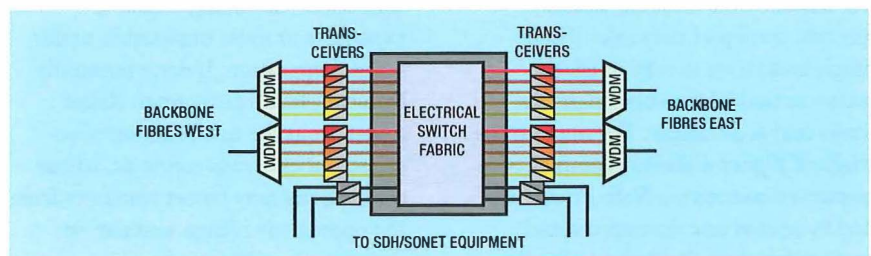 TRANS-
CEIVERS
TRANS-
CEIVERS
WDM
WDM
BACKBONE
FIBRES WEST
WDM
WDM
ELECTRICAL
SWITCH
FABRIC
BACKBONE
FIBRES EAST
TO SDH/SONET EQUIPMENT